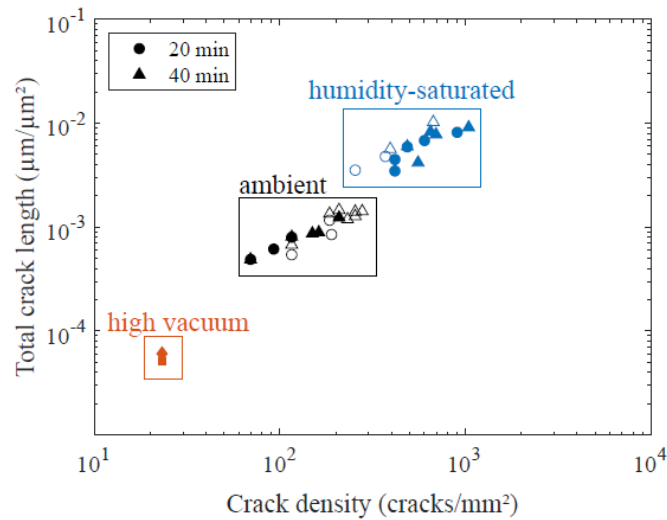 10⁻¹
20 min
40 min
humidity-saturated
10⁻²
ambient
10⁻³
high vacuum
10⁻⁴
Total crack length (μm/μm²)
10¹
10²
10³
10⁴
Crack density (cracks/mm²)